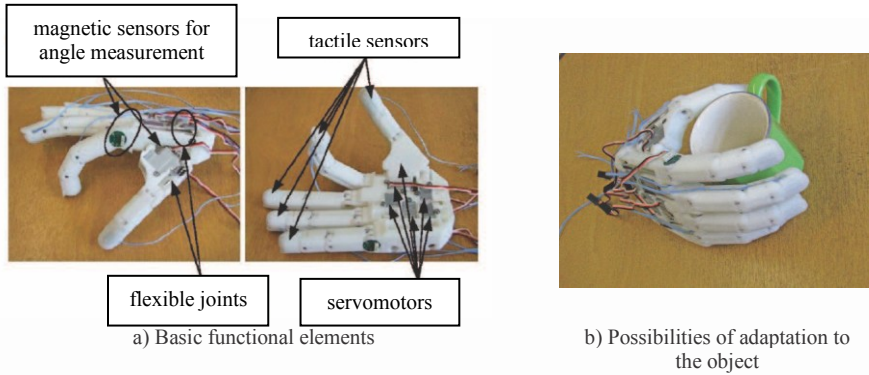 magnetic sensors for
angle measurement
tactile sensors
flexible joints
servomotors
a) Basic functional elements
b) Possibilities of adaptation to
the object